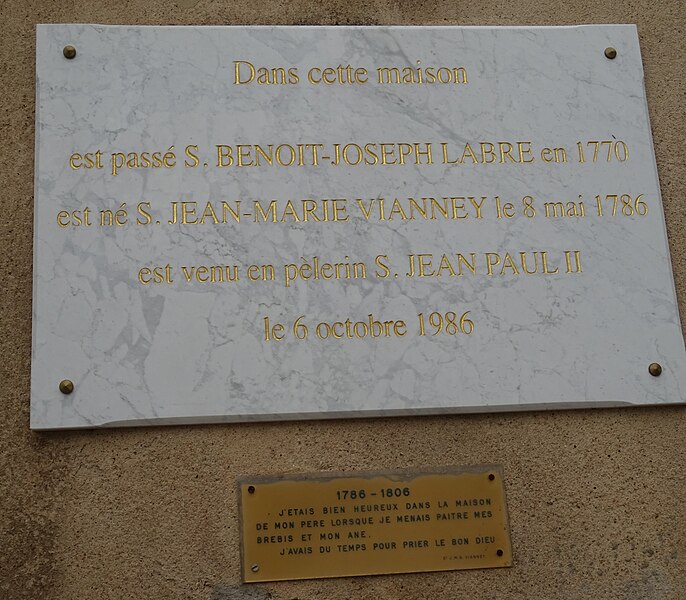 Dans cette maison
est passé S. BENOIT-JOSEPH LABRE en 1770
est né S. JEAN-MARIE VIANNEY le 8 mai 1786
est venu en pèlerin S. JEAN PAUL II
le 6 octobre 1986
1786 - 1806
J'ETAIS BIEN HEUREUX DANS LA MAISON
DE MON PERE LORSQUE JE MENAIS PAITRE MES
BREBIS ET MON ANE.
J'AVAIS DU TEMPS POUR PRIER LE BON DIEU
ST J.M.B. VIANNEY